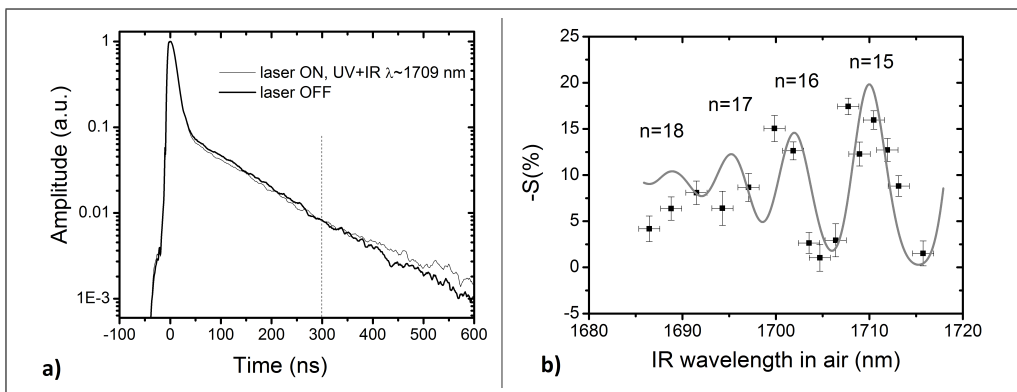 1
0.1
0.01
1E-3
Amplitude (a.u.)
laser ON, UV+IR λ~1709 nm
laser OFF
-100 0 100 200 300 400 500 600
Time (ns)
a)
25
20
15
10
5
0
-5
-S(%)
n=18
n=17
n=16
n=15
1680 1690 1700 1710 1720
IR wavelength in air (nm)
b)